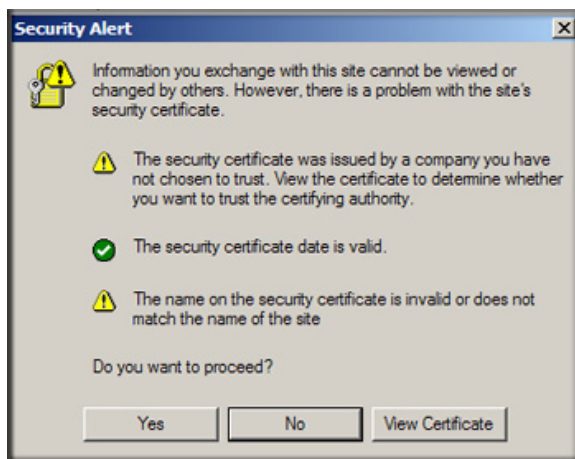 Security Alert
Information you exchange with this site cannot be viewed or
changed by others. However, there is a problem with the site's
security certificate.
The security certificate was issued by a company you have
not chosen to trust. View the certificate to determine whether
you want to trust the certifying authority.
The security certificate date is valid.
The name on the security certificate is invalid or does not
match the name of the site
Do you want to proceed?
Yes No View Certificate